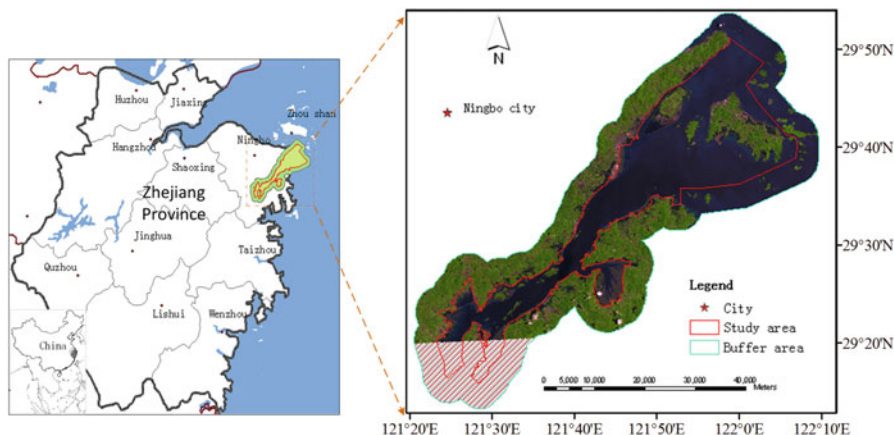 Huzhou
Jiaxing
Zhou shan
Hangzhou
Ningbo
Shaoxing
Zhejiang
Province
Jinghua
Taizhou
Quzhou
Lishui
Wenzhou
China
N
Ningbo city
Legend
City
Study area
Buffer area
0 5,000 10,000 20,000 30,000 40,000
Meters
29°50'N
29°40'N
29°30'N
29°20'N
121°20'E 121°30'E 121°40'E 121°50'E 122°0'E 122°10'E